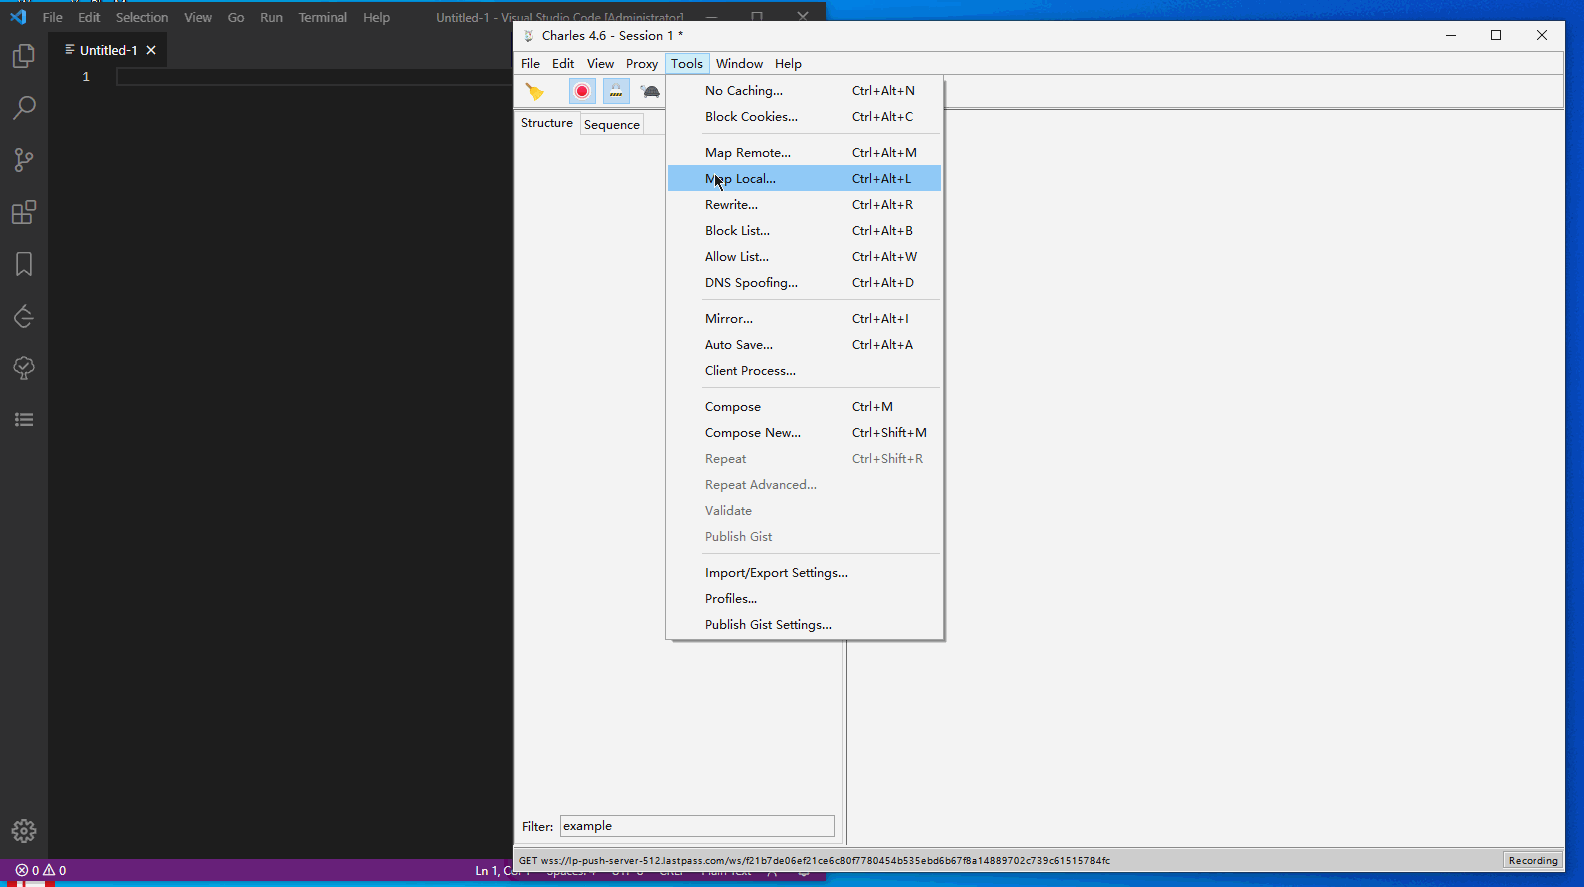 File Edit Selection View Go Run Terminal Help Untitled-1 - Visual Studio Code [Administrator]
Untitled-1
1
Charles 4.6 - Session 1 *
File Edit View Proxy Tools Window Help
Structure Sequence
No Caching... Ctrl+Alt+N
Block Cookies... Ctrl+Alt+C
Map Remote... Ctrl+Alt+M
Map Local... Ctrl+Alt+L
Rewrite... Ctrl+Alt+R
Block List... Ctrl+Alt+B
Allow List... Ctrl+Alt+W
DNS Spoofing... Ctrl+Alt+D
Mirror... Ctrl+Alt+I
Auto Save... Ctrl+Alt+A
Client Process...
Compose Ctrl+M
Compose New... Ctrl+Shift+M
Repeat Ctrl+Shift+R
Repeat Advanced...
Validate
Publish Gist
Import/Export Settings...
Profiles...
Publish Gist Settings...
Filter: example
GET wss://lp-push-server-512.lastpass.com/ws/f21b7de06ef21ce6c80f7780454b535ebd6b67f8a14889702c739c61515784fc Recording
0 0 Ln 1,